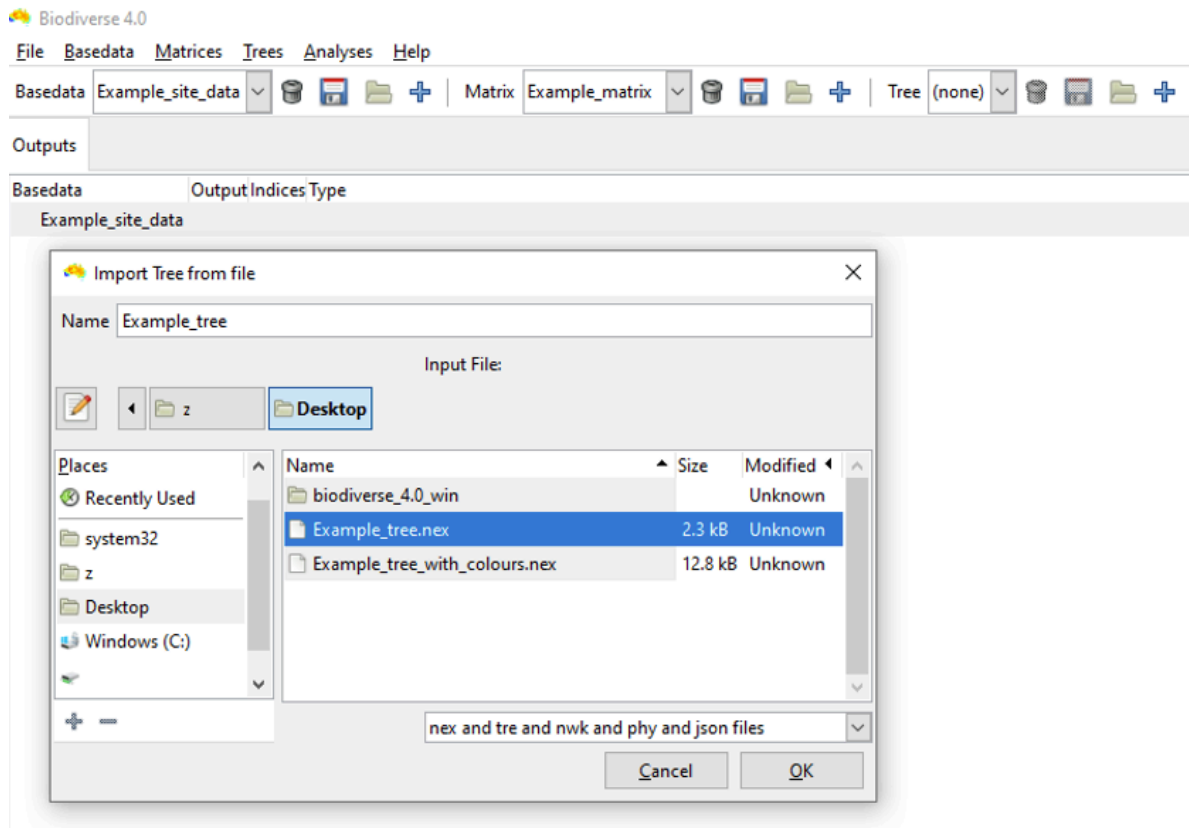 Biodiverse 4.0
File Basedata Matrices Trees Analyses Help
Basedata Example_site_data Matrix Example_matrix Tree (none)
Outputs
Basedata Output Indices Type
Example_site_data
Import Tree from file
Name Example_tree
Input File:
z Desktop
Places
Recently Used
system32
z
Desktop
Windows (C:)
Name Size Modified
biodiverse_4.0_win Unknown
Example_tree.nex 2.3 kB Unknown
Example_tree_with_colours.nex 12.8 kB Unknown
nex and tre and nwk and phy and json files
Cancel OK